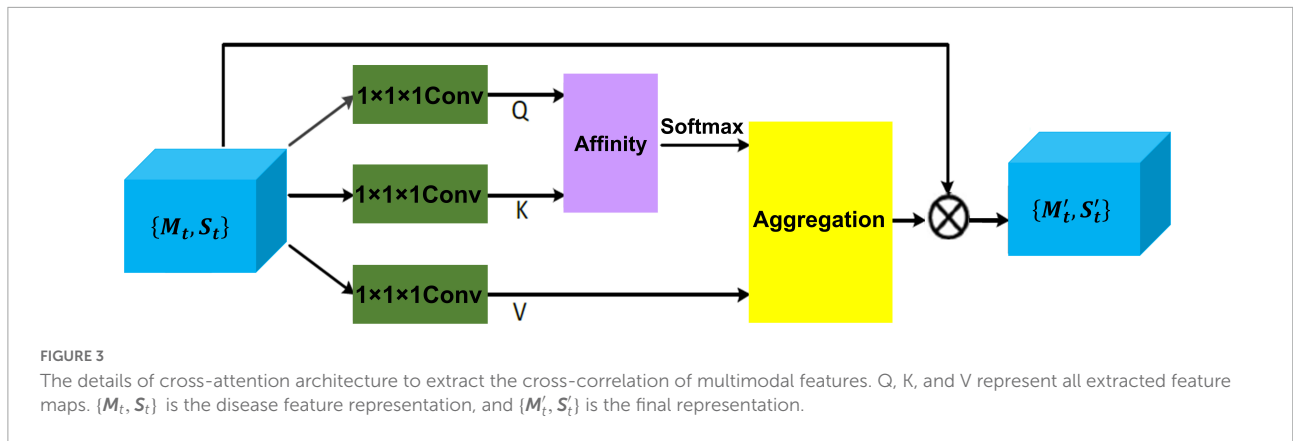 1×1×1Conv
Q
Affinity
Softmax
1×1×1Conv
K
{M_t, S_t}
Aggregation
{M′_t, S′_t}
1×1×1Conv
V
FIGURE 3
The details of cross-attention architecture to extract the cross-correlation of multimodal features. Q, K, and V represent all extracted feature
maps. {M_t, S_t} is the disease feature representation, and {M′_t, S′_t} is the final representation.